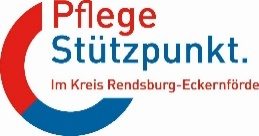 Pflege
Stützpunkt.
Im Kreis Rendsburg-Eckernförde